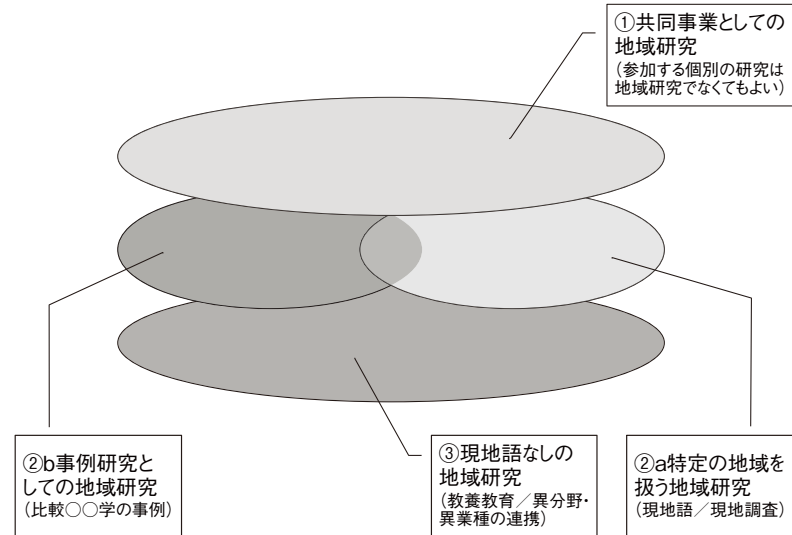 ①共同事業としての
地域研究
（参加する個別の研究は
地域研究でなくてもよい）
②b事例研究と
しての地域研究
（比較○○学の事例）
③現地語なしの
地域研究
（教養教育／異分野・
異業種の連携）
②a特定の地域を
扱う地域研究
（現地語／現地調査）